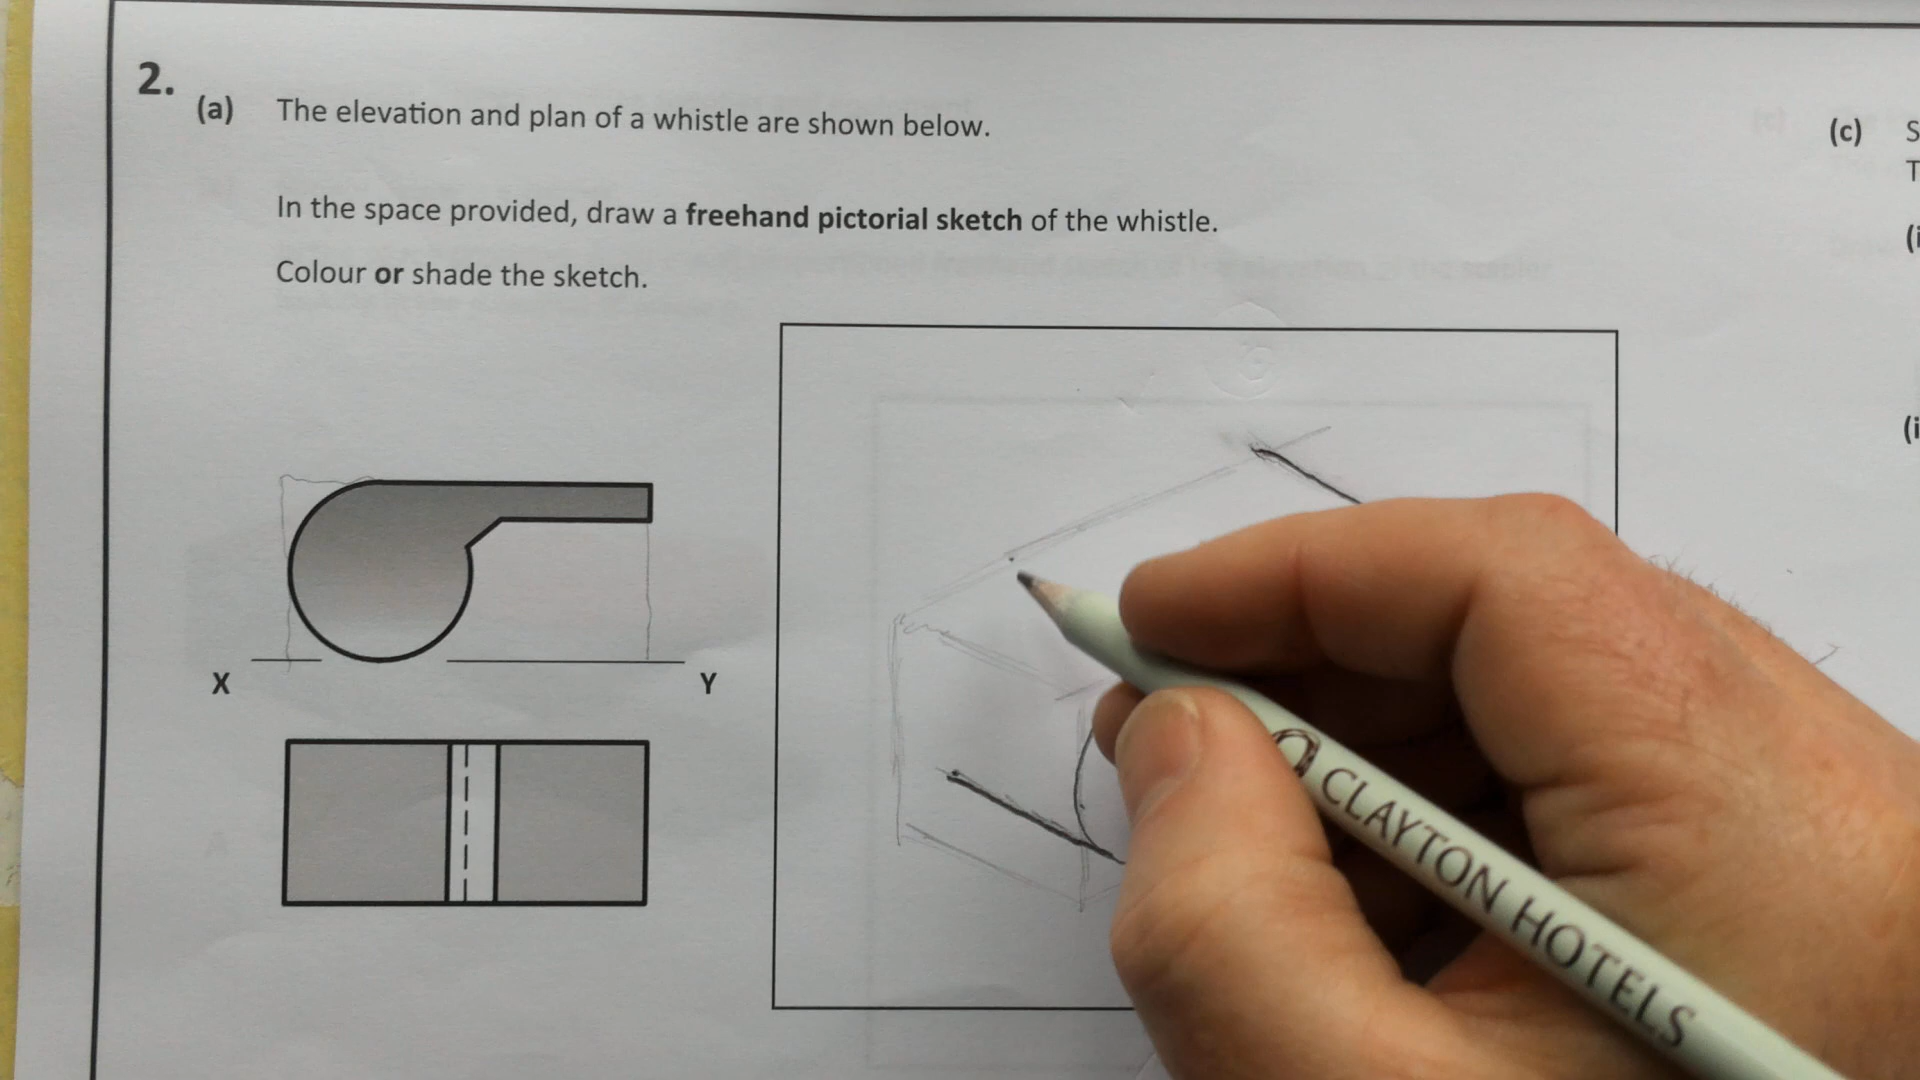 2.
(a) The elevation and plan of a whistle are shown below.
(c) S
T
In the space provided, draw a freehand pictorial sketch of the whistle.
(i
Colour or shade the sketch.
(i
X Y
CLAYTON HOTELS